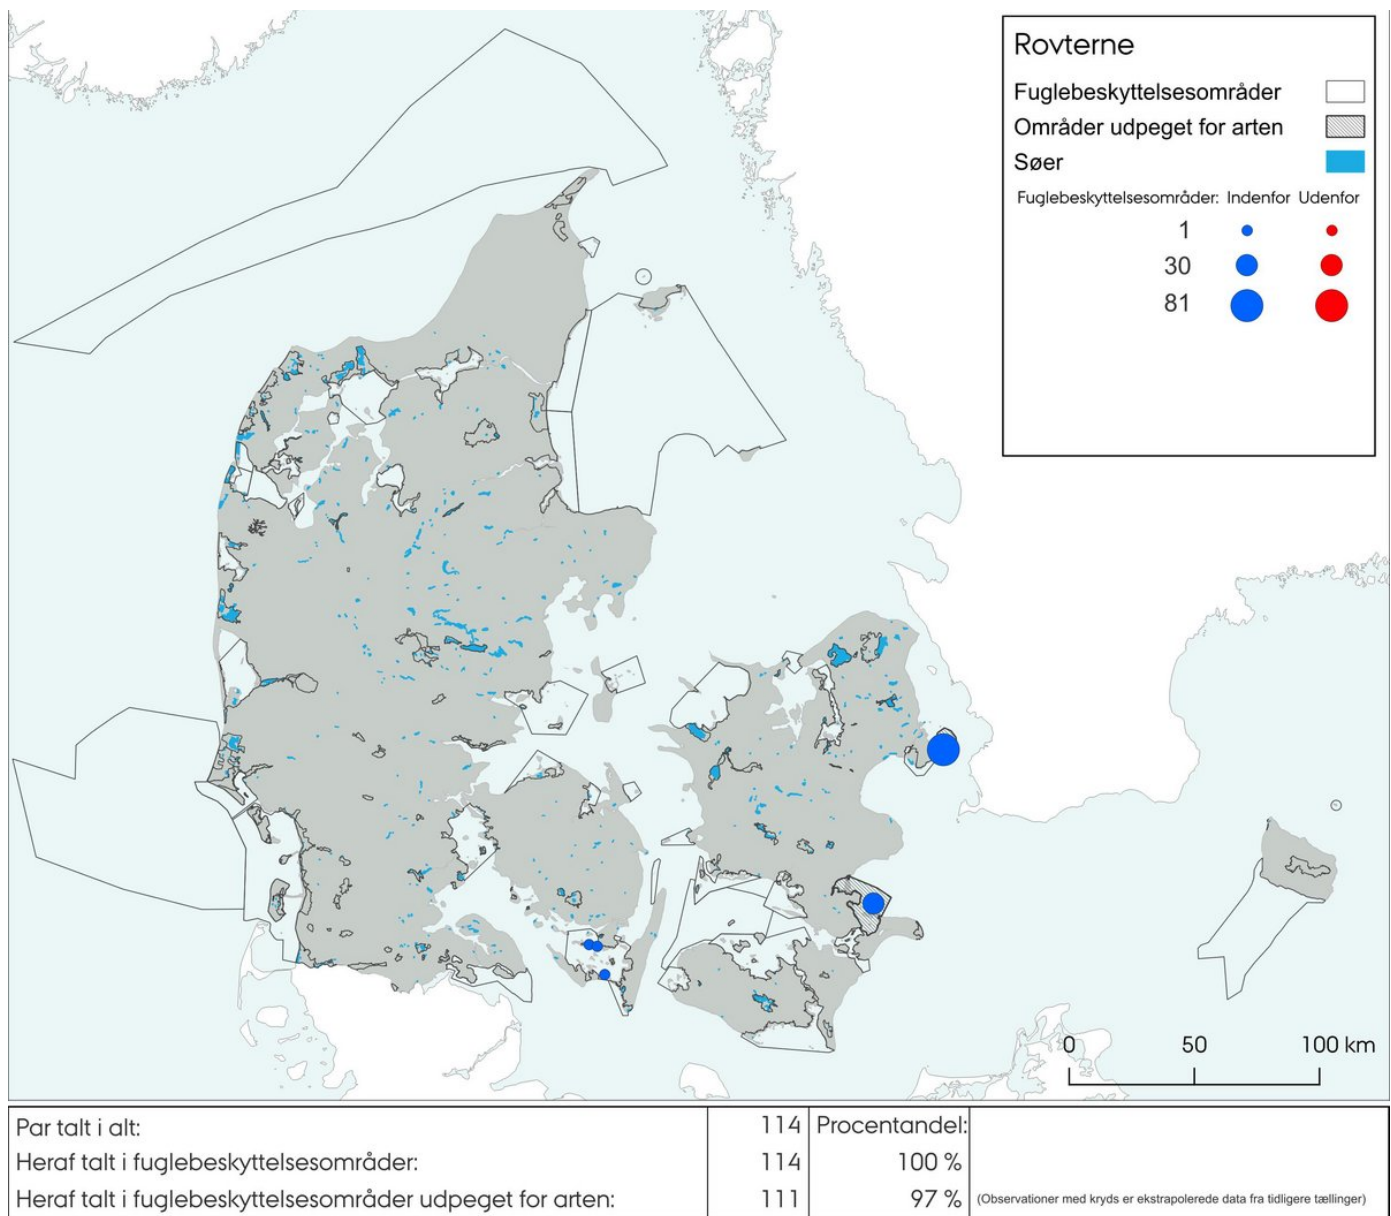 Rovterne
Fuglebeskyttelsesområder
Områder udpeget for arten
Søer
Fuglebeskyttelsesområder: Indenfor Udenfor
1
30
81
0 50 100 km
Par talt i alt: 114 Procentandel:
Heraf talt i fuglebeskyttelsesområder: 114 100 %
Heraf talt i fuglebeskyttelsesområder udpeget for arten: 111 97 % (Observationer med kryds er ekstrapolerede data fra tidligere tællinger)